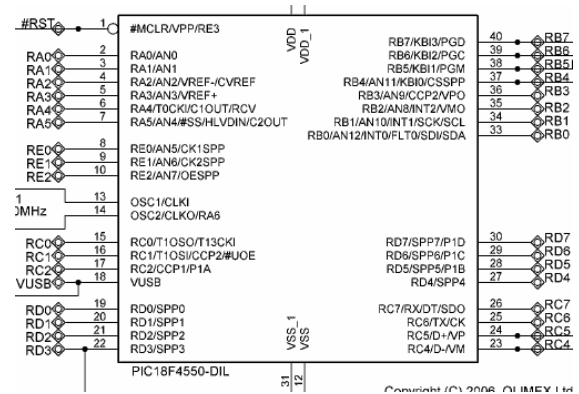 #RST 1 #MCLR/VPP/RE3
VDD
VDD_1
RA0 2 RA0/AN0
RA1 3 RA1/AN1
RA2 4 RA2/AN2/VREF-/CVREF
RA3 5 RA3/AN3/VREF+
RA4 6 RA4/T0CKI/C1OUT/RCV
RA5 7 RA5/AN4/#SS/HLVDIN/C2OUT
RB7/KBI3/PGD 40 RB7
RB6/KBI2/PGC 39 RB6
RB5/KBI1/PGM 38 RB5
RB4/AN11/KBI0/CSSPP 37 RB4
RB3/AN9/CCP2/VPO 36 RB3
RB2/AN8/INT2/VMO 35 RB2
RB1/AN10/INT1/SCK/SCL 34 RB1
RB0/AN12/INT0/FLT0/SDI/SDA 33 RB0
RE0 8 RE0/AN5/CK1SPP
RE1 9 RE1/AN6/CK2SPP
RE2 10 RE2/AN7/OESPP
1 13 OSC1/CLKI
0MHz 14 OSC2/CLKO/RA6
RC0 15 RC0/T1OSO/T13CKI
RC1 16 RC1/T1OSI/CCP2/#UOE
RC2 17 RC2/CCP1/P1A
VUSB 18 VUSB
RD7/SPP7/P1D 30 RD7
RD6/SPP6/P1C 29 RD6
RD5/SPP5/P1B 28 RD5
RD4/SPP4 27 RD4
RD0 19 RD0/SPP0
RD1 20 RD1/SPP1
RD2 21 RD2/SPP2
RD3 22 RD3/SPP3
RC7/RX/DT/SDO 26 RC7
RC6/TX/CK 25 RC6
RC5/D+/VP 24 RC5
RC4/D-/VM 23 RC4
VSS_1
VSS
PIC18F4550-DIL
31
12
Copyright (C) 2006, OLIMEX Ltd